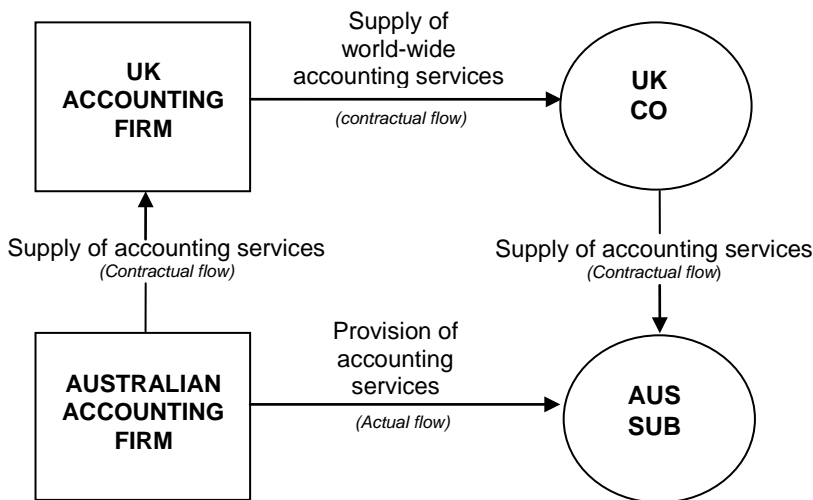 Supply of
world-wide
accounting services
(contractual flow)
UK
ACCOUNTING
FIRM
UK
CO
Supply of accounting services
(Contractual flow)
Supply of accounting services
(Contractual flow)
Provision of
accounting
services
(Actual flow)
AUSTRALIAN
ACCOUNTING
FIRM
AUS
SUB